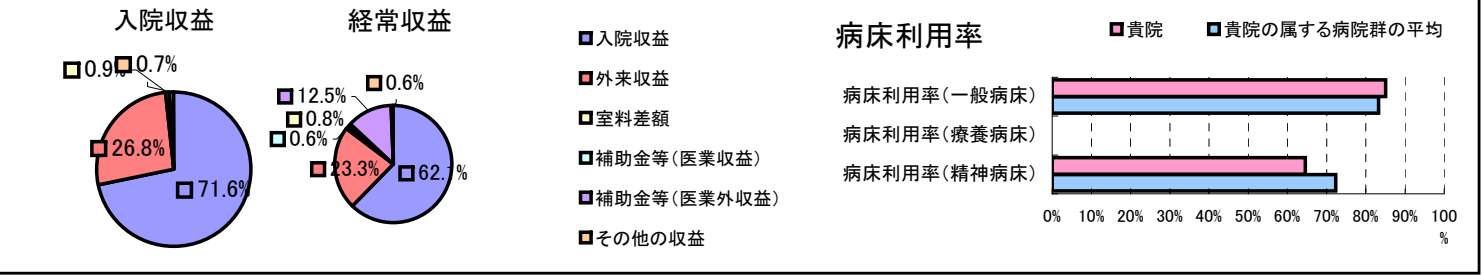 入院収益
0.9%
0.7%
26.8%
71.6%
経常収益
0.6%
12.5%
0.8%
0.6%
23.3%
62.1%
入院収益
外来収益
室料差額
補助金等(医業収益)
補助金等(医業外収益)
その他の収益
病床利用率
貴院
貴院の属する病院群の平均
病床利用率(一般病床)
病床利用率(療養病床)
病床利用率(精神病床)
0% 10% 20% 30% 40% 50% 60% 70% 80% 90% 100
%